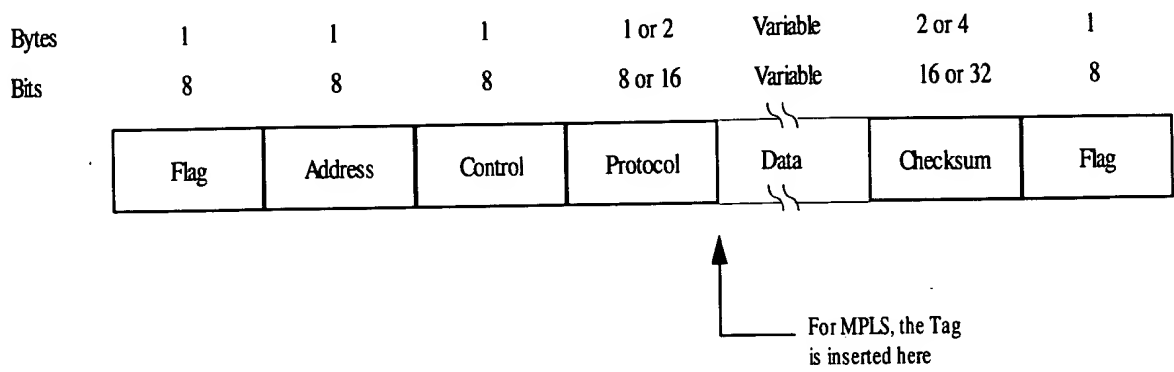 Bytes 1 1 1 1 or 2 Variable 2 or 4 1
Bits 8 8 8 8 or 16 Variable 16 or 32 8
Flag Address Control Protocol Data Checksum Flag
For MPLS, the Tag
is inserted here